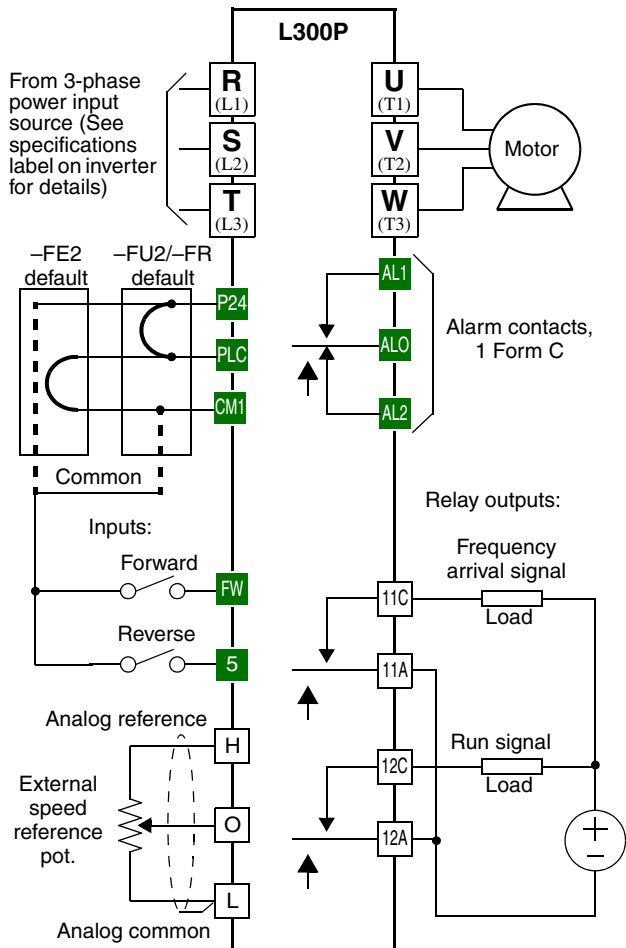 L300P
From 3-phase
power input
source (See
specifications
label on inverter
for details)
R
(L1)
S
(L2)
T
(L3)
U
(T1)
V
(T2)
W
(T3)
Motor
–FE2
default
–FU2/–FR
default
P24
PLC
CM1
AL1
AL0
AL2
Alarm contacts,
1 Form C
Common
Inputs:
Forward
FW
Reverse
5
Relay outputs:
Frequency
arrival signal
11C
Load
11A
Run signal
12C
Load
12A
+
–
Analog reference
H
External
speed
reference
pot.
O
L
Analog common